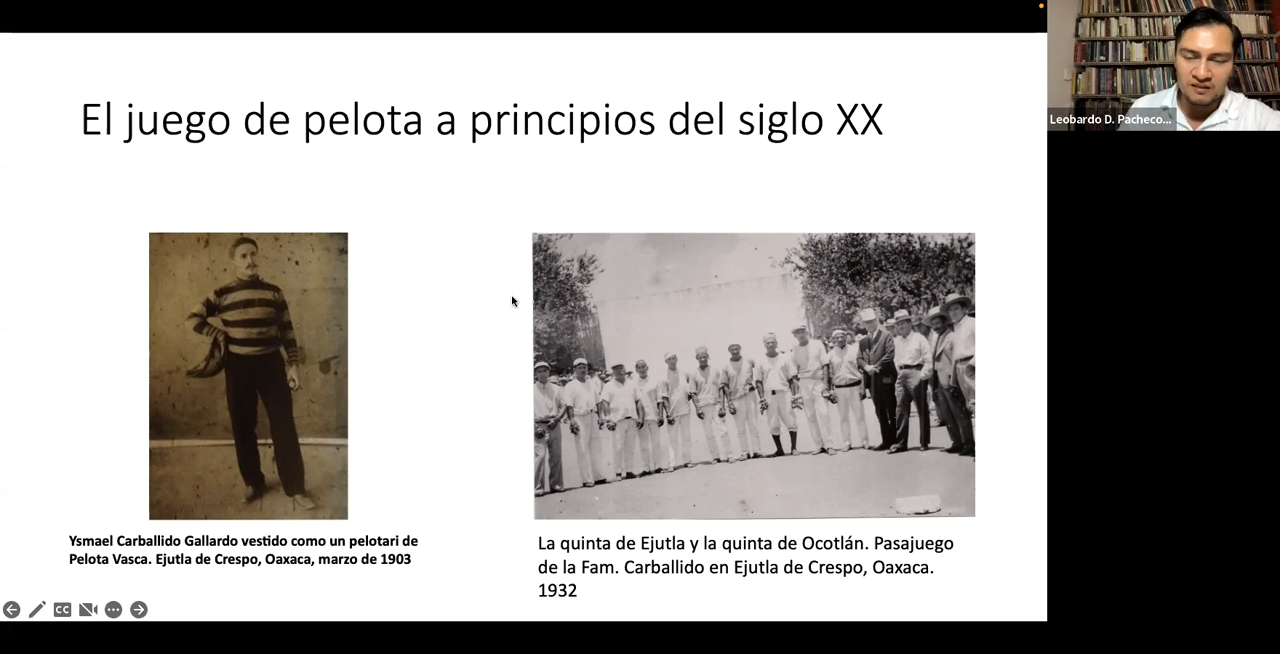 El juego de pelota a principios del siglo XX
Leobardo D. Pacheco...
Ysmael Carballido Gallardo vestido como un pelotari de
Pelota Vasca. Ejutla de Crespo, Oaxaca, marzo de 1903
La quinta de Ejutla y la quinta de Ocotlán. Pasajuego
de la Fam. Carballido en Ejutla de Crespo, Oaxaca.
1932
CC